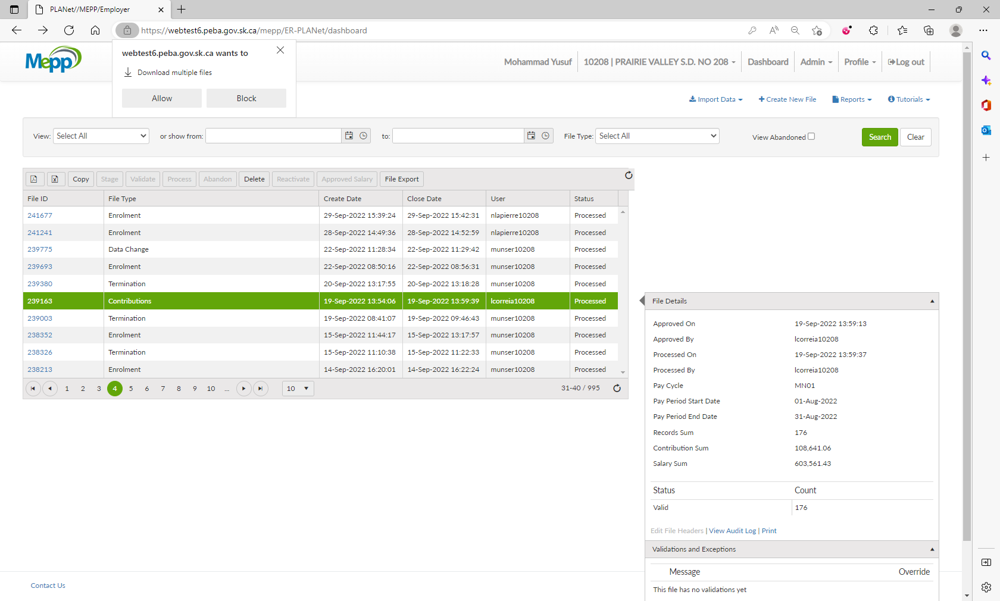 PLANet//MEPP/Employer
https://webtest6.peba.gov.sk.ca/mepp/ER-PLANet/dashboard
webtest6.peba.gov.sk.ca wants to
Download multiple files
Allow Block
Mepp
Mohammad Yusuf 10208 | PRAIRIE VALLEY S.D. NO 208 Dashboard Admin Profile Log out
Import Data Create New File Reports Tutorials
View: Select All or show from: to: File Type: Select All View Abandoned Search Clear
Copy Stage Validate Process Abandon Delete Reactivate Approved Salary File Export
File ID File Type Create Date Close Date User Status
241677 Enrolment 29-Sep-2022 15:39:24 29-Sep-2022 15:42:31 nlapierre10208 Processed
241241 Enrolment 28-Sep-2022 14:49:36 28-Sep-2022 14:52:59 nlapierre10208 Processed
239775 Data Change 22-Sep-2022 11:28:34 22-Sep-2022 11:29:42 munser10208 Processed
239693 Enrolment 22-Sep-2022 08:50:16 22-Sep-2022 08:56:31 munser10208 Processed
239380 Termination 20-Sep-2022 13:17:55 20-Sep-2022 13:18:28 munser10208 Processed
239163 Contributions 19-Sep-2022 13:54:06 19-Sep-2022 13:59:39 lcorreia10208 Processed
239003 Termination 19-Sep-2022 08:41:07 19-Sep-2022 09:46:43 munser10208 Processed
238352 Enrolment 15-Sep-2022 11:44:17 15-Sep-2022 13:17:57 munser10208 Processed
238326 Termination 15-Sep-2022 11:10:38 15-Sep-2022 11:22:33 munser10208 Processed
238213 Enrolment 14-Sep-2022 16:20:01 14-Sep-2022 16:22:24 munser10208 Processed
1 2 3 4 5 6 7 8 9 10 ... 10 31-40 / 995
File Details
Approved On 19-Sep-2022 13:59:13
Approved By lcorreia10208
Processed On 19-Sep-2022 13:59:37
Processed By lcorreia10208
Pay Cycle MN01
Pay Period Start Date 01-Aug-2022
Pay Period End Date 31-Aug-2022
Records Sum 176
Contribution Sum 108,641.06
Salary Sum 603,561.43
Status Count
Valid 176
Edit File Headers | View Audit Log | Print
Validations and Exceptions
Message Override
This file has no validations yet
Contact Us